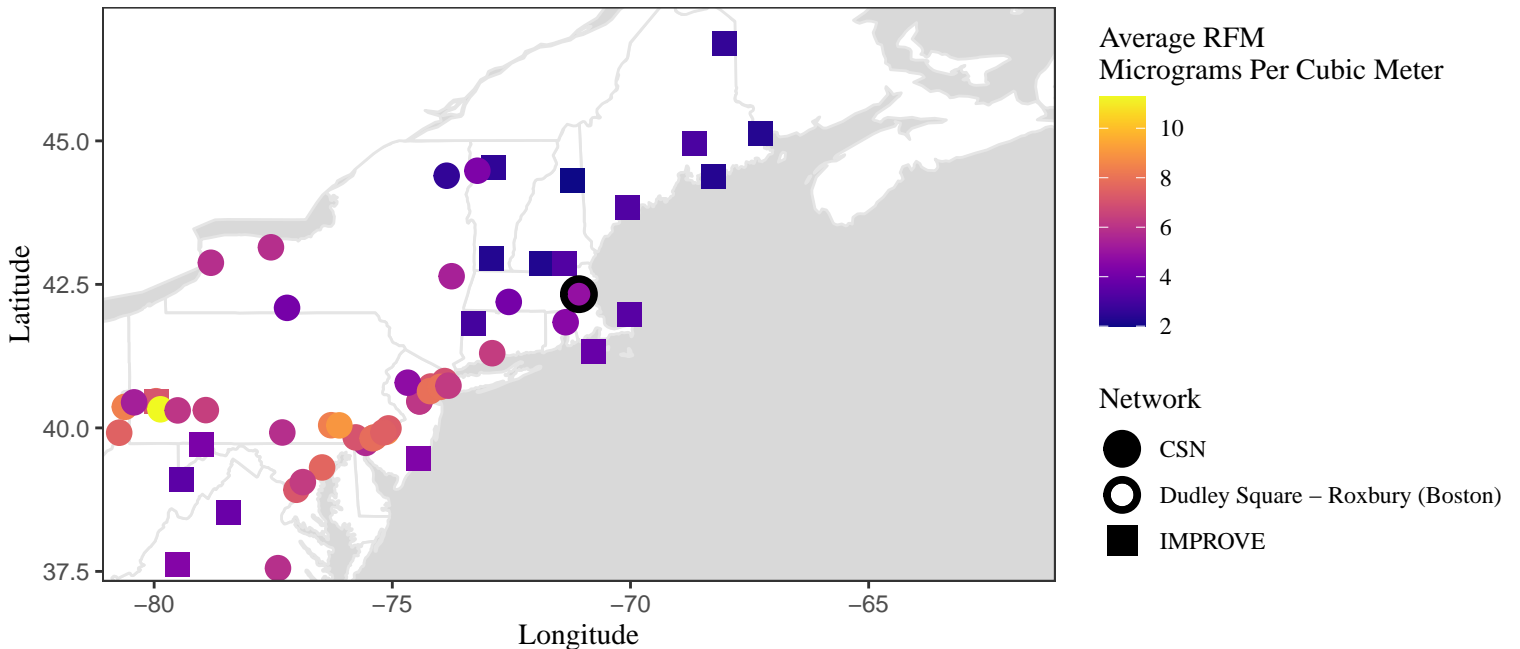 Average RFM
Micrograms Per Cubic Meter
10
8
6
4
2
Network
CSN
Dudley Square – Roxbury (Boston)
IMPROVE
Latitude
45.0
42.5
40.0
37.5
−80
−75
−70
−65
Longitude